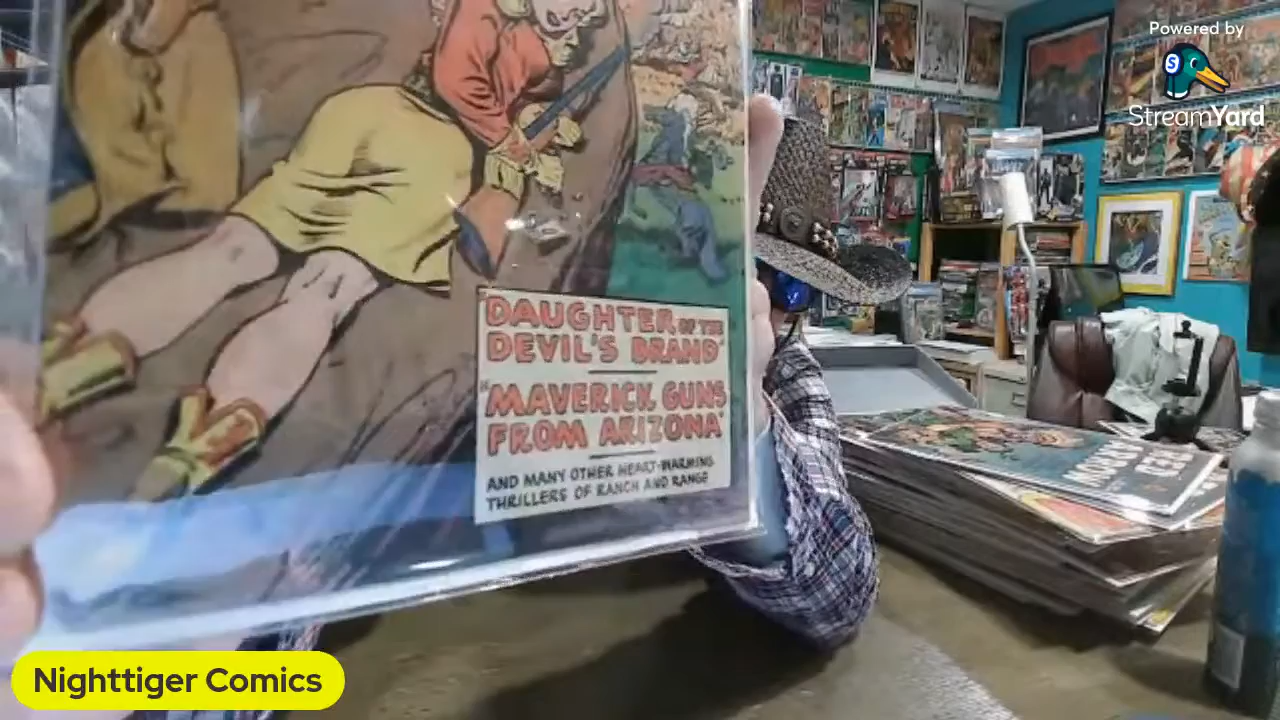 Powered by
StreamYard
"DAUGHTER OF THE
DEVIL'S BRAND"
"MAVERICK GUNS
FROM ARIZONA"
AND MANY OTHER HEART-WARMING
THRILLERS OF RANCH AND RANGE
Nighttiger Comics